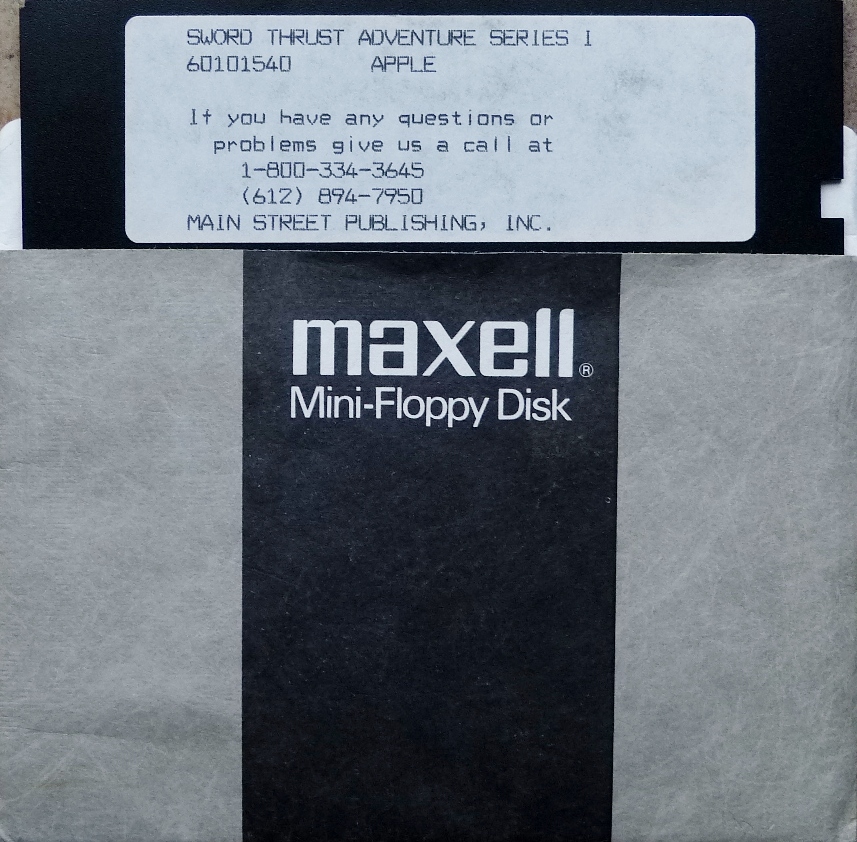 SWORD THRUST ADVENTURE SERIES I
60101540 APPLE
If you have any questions or
problems give us a call at
1-800-334-3645
(612) 894-7950
MAIN STREET PUBLISHING, INC.
maxell®
Mini-Floppy Disk